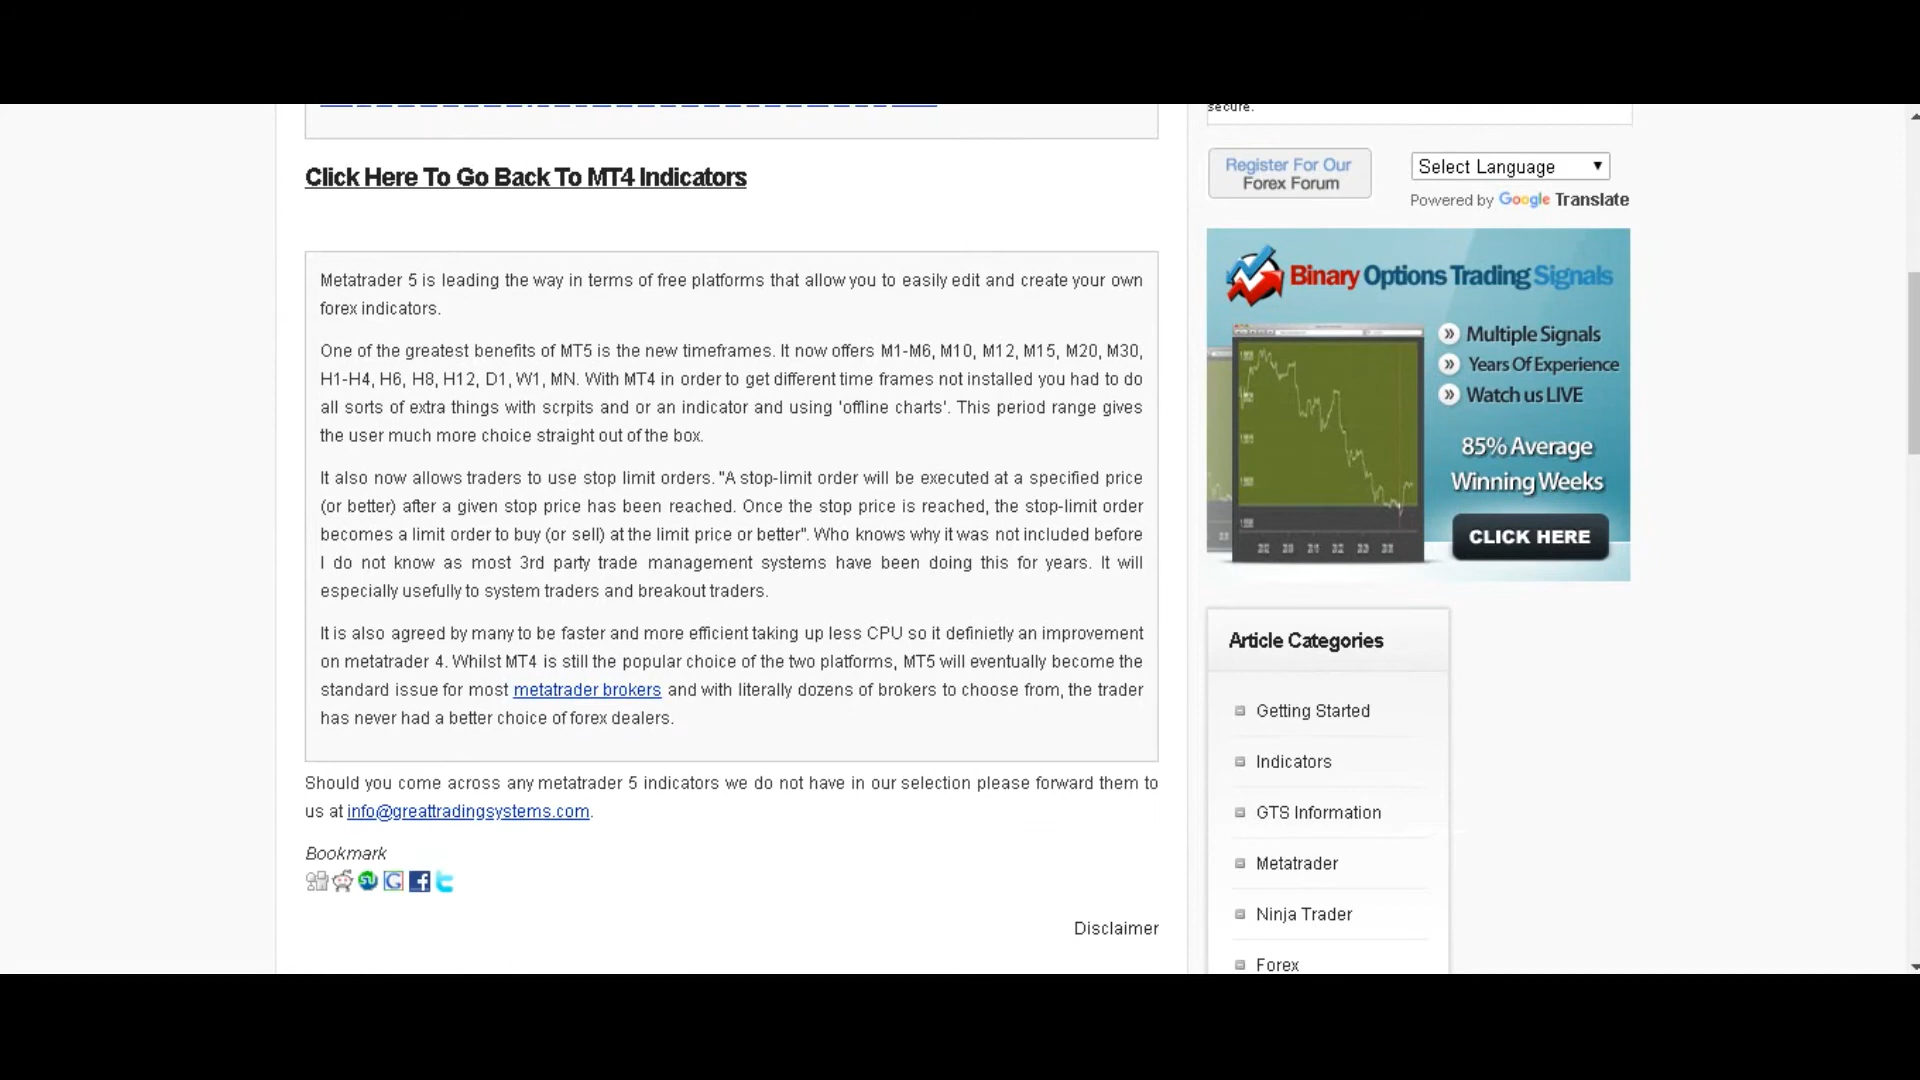 secure.
Click Here To Go Back To MT4 Indicators
Register For Our
Forex Forum
Select Language
Powered by Google Translate
Metatrader 5 is leading the way in terms of free platforms that allow you to easily edit and create your own
forex indicators.
One of the greatest benefits of MT5 is the new timeframes. It now offers M1-M6, M10, M12, M15, M20, M30,
H1-H4, H6, H8, H12, D1, W1, MN. With MT4 in order to get different time frames not installed you had to do
all sorts of extra things with scrpits and or an indicator and using 'offline charts'. This period range gives
the user much more choice straight out of the box.
It also now allows traders to use stop limit orders. "A stop-limit order will be executed at a specified price
(or better) after a given stop price has been reached. Once the stop price is reached, the stop-limit order
becomes a limit order to buy (or sell) at the limit price or better". Who knows why it was not included before
I do not know as most 3rd party trade management systems have been doing this for years. It will
especially usefully to system traders and breakout traders.
It is also agreed by many to be faster and more efficient taking up less CPU so it definietly an improvement
on metatrader 4. Whilst MT4 is still the popular choice of the two platforms, MT5 will eventually become the
standard issue for most metatrader brokers and with literally dozens of brokers to choose from, the trader
has never had a better choice of forex dealers.
Should you come across any metatrader 5 indicators we do not have in our selection please forward them to
us at info@greattradingsystems.com.
Bookmark
Disclaimer
Binary Options Trading Signals
Multiple Signals
Years Of Experience
Watch us LIVE
85% Average
Winning Weeks
CLICK HERE
Article Categories
Getting Started
Indicators
GTS Information
Metatrader
Ninja Trader
Forex